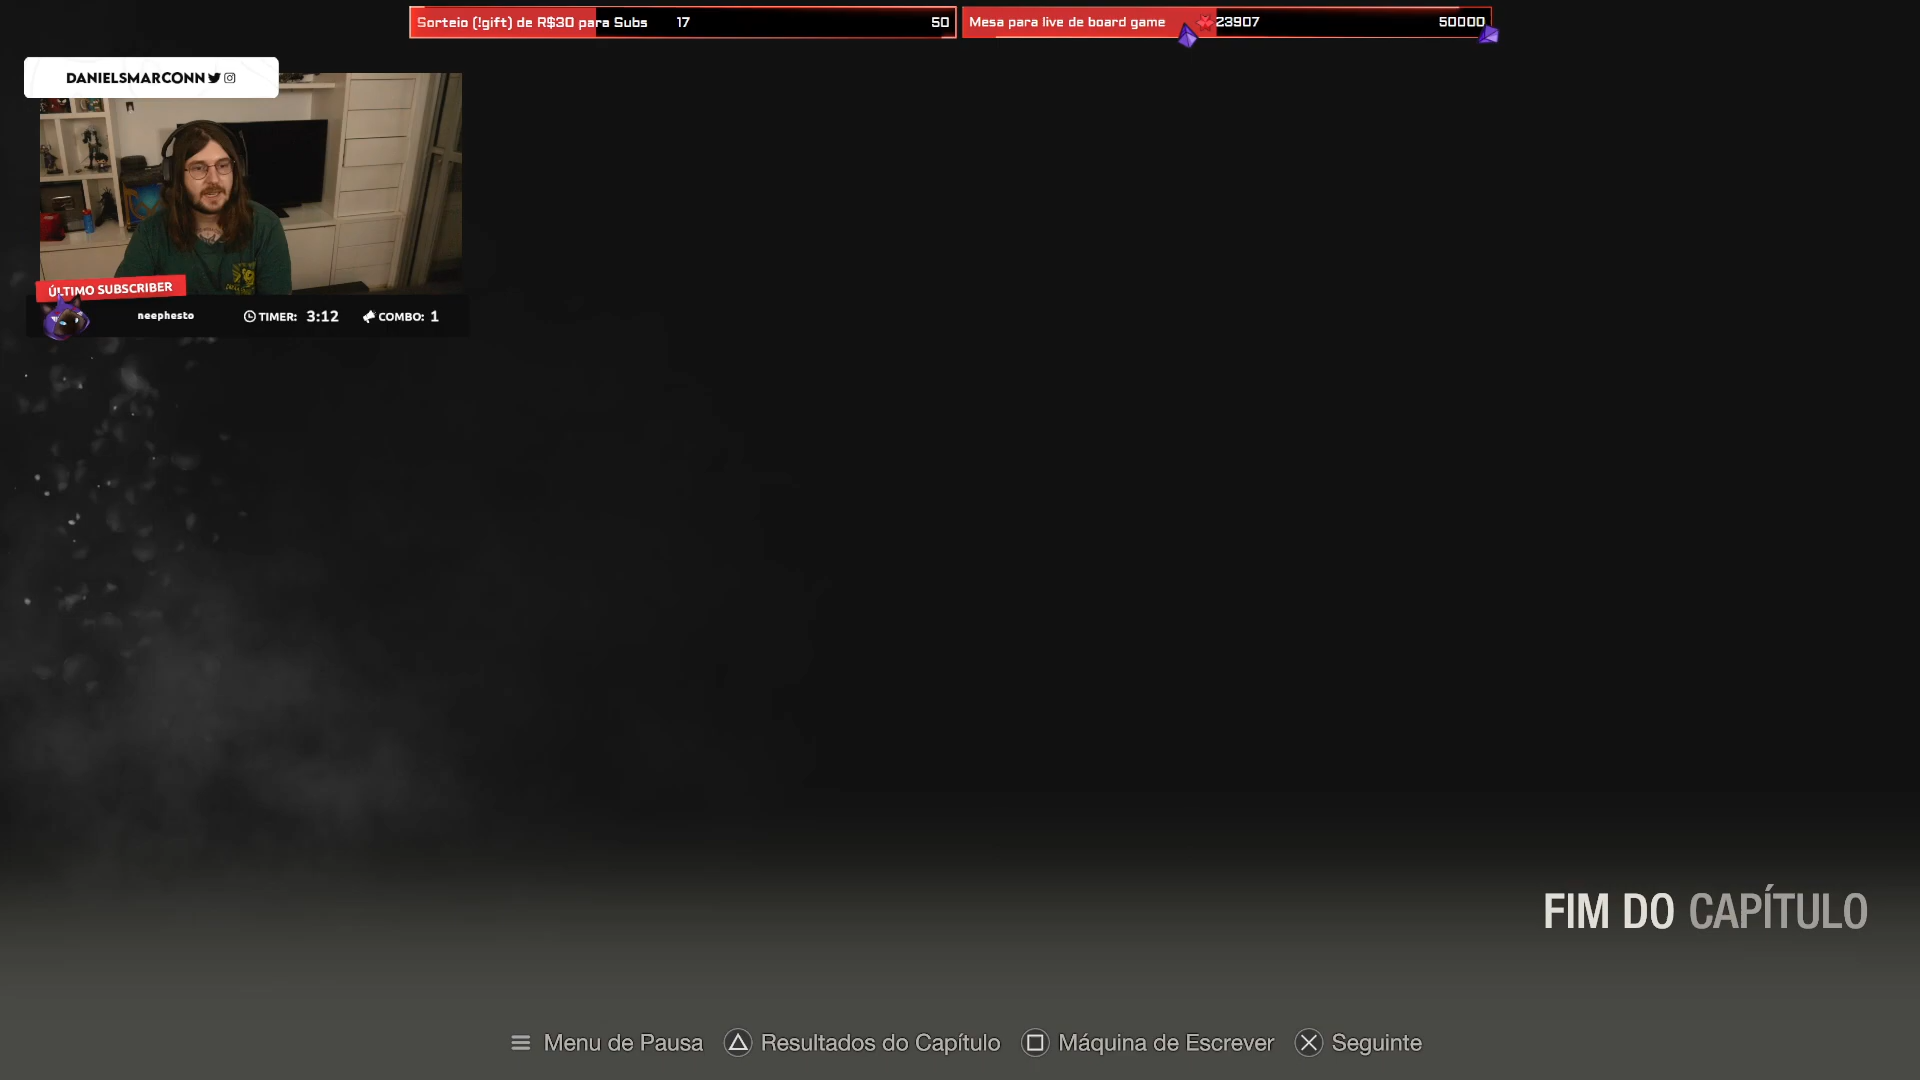 Sorteio (!gift) de R$30 para Subs 17 50
Mesa para live de board game 23907 50000
DANIELSMARCONN
ÚLTIMO SUBSCRIBER
neephesto TIMER: 3:12 COMBO: 1
FIM DO CAPÍTULO
Menu de Pausa Resultados do Capítulo Máquina de Escrever Seguinte